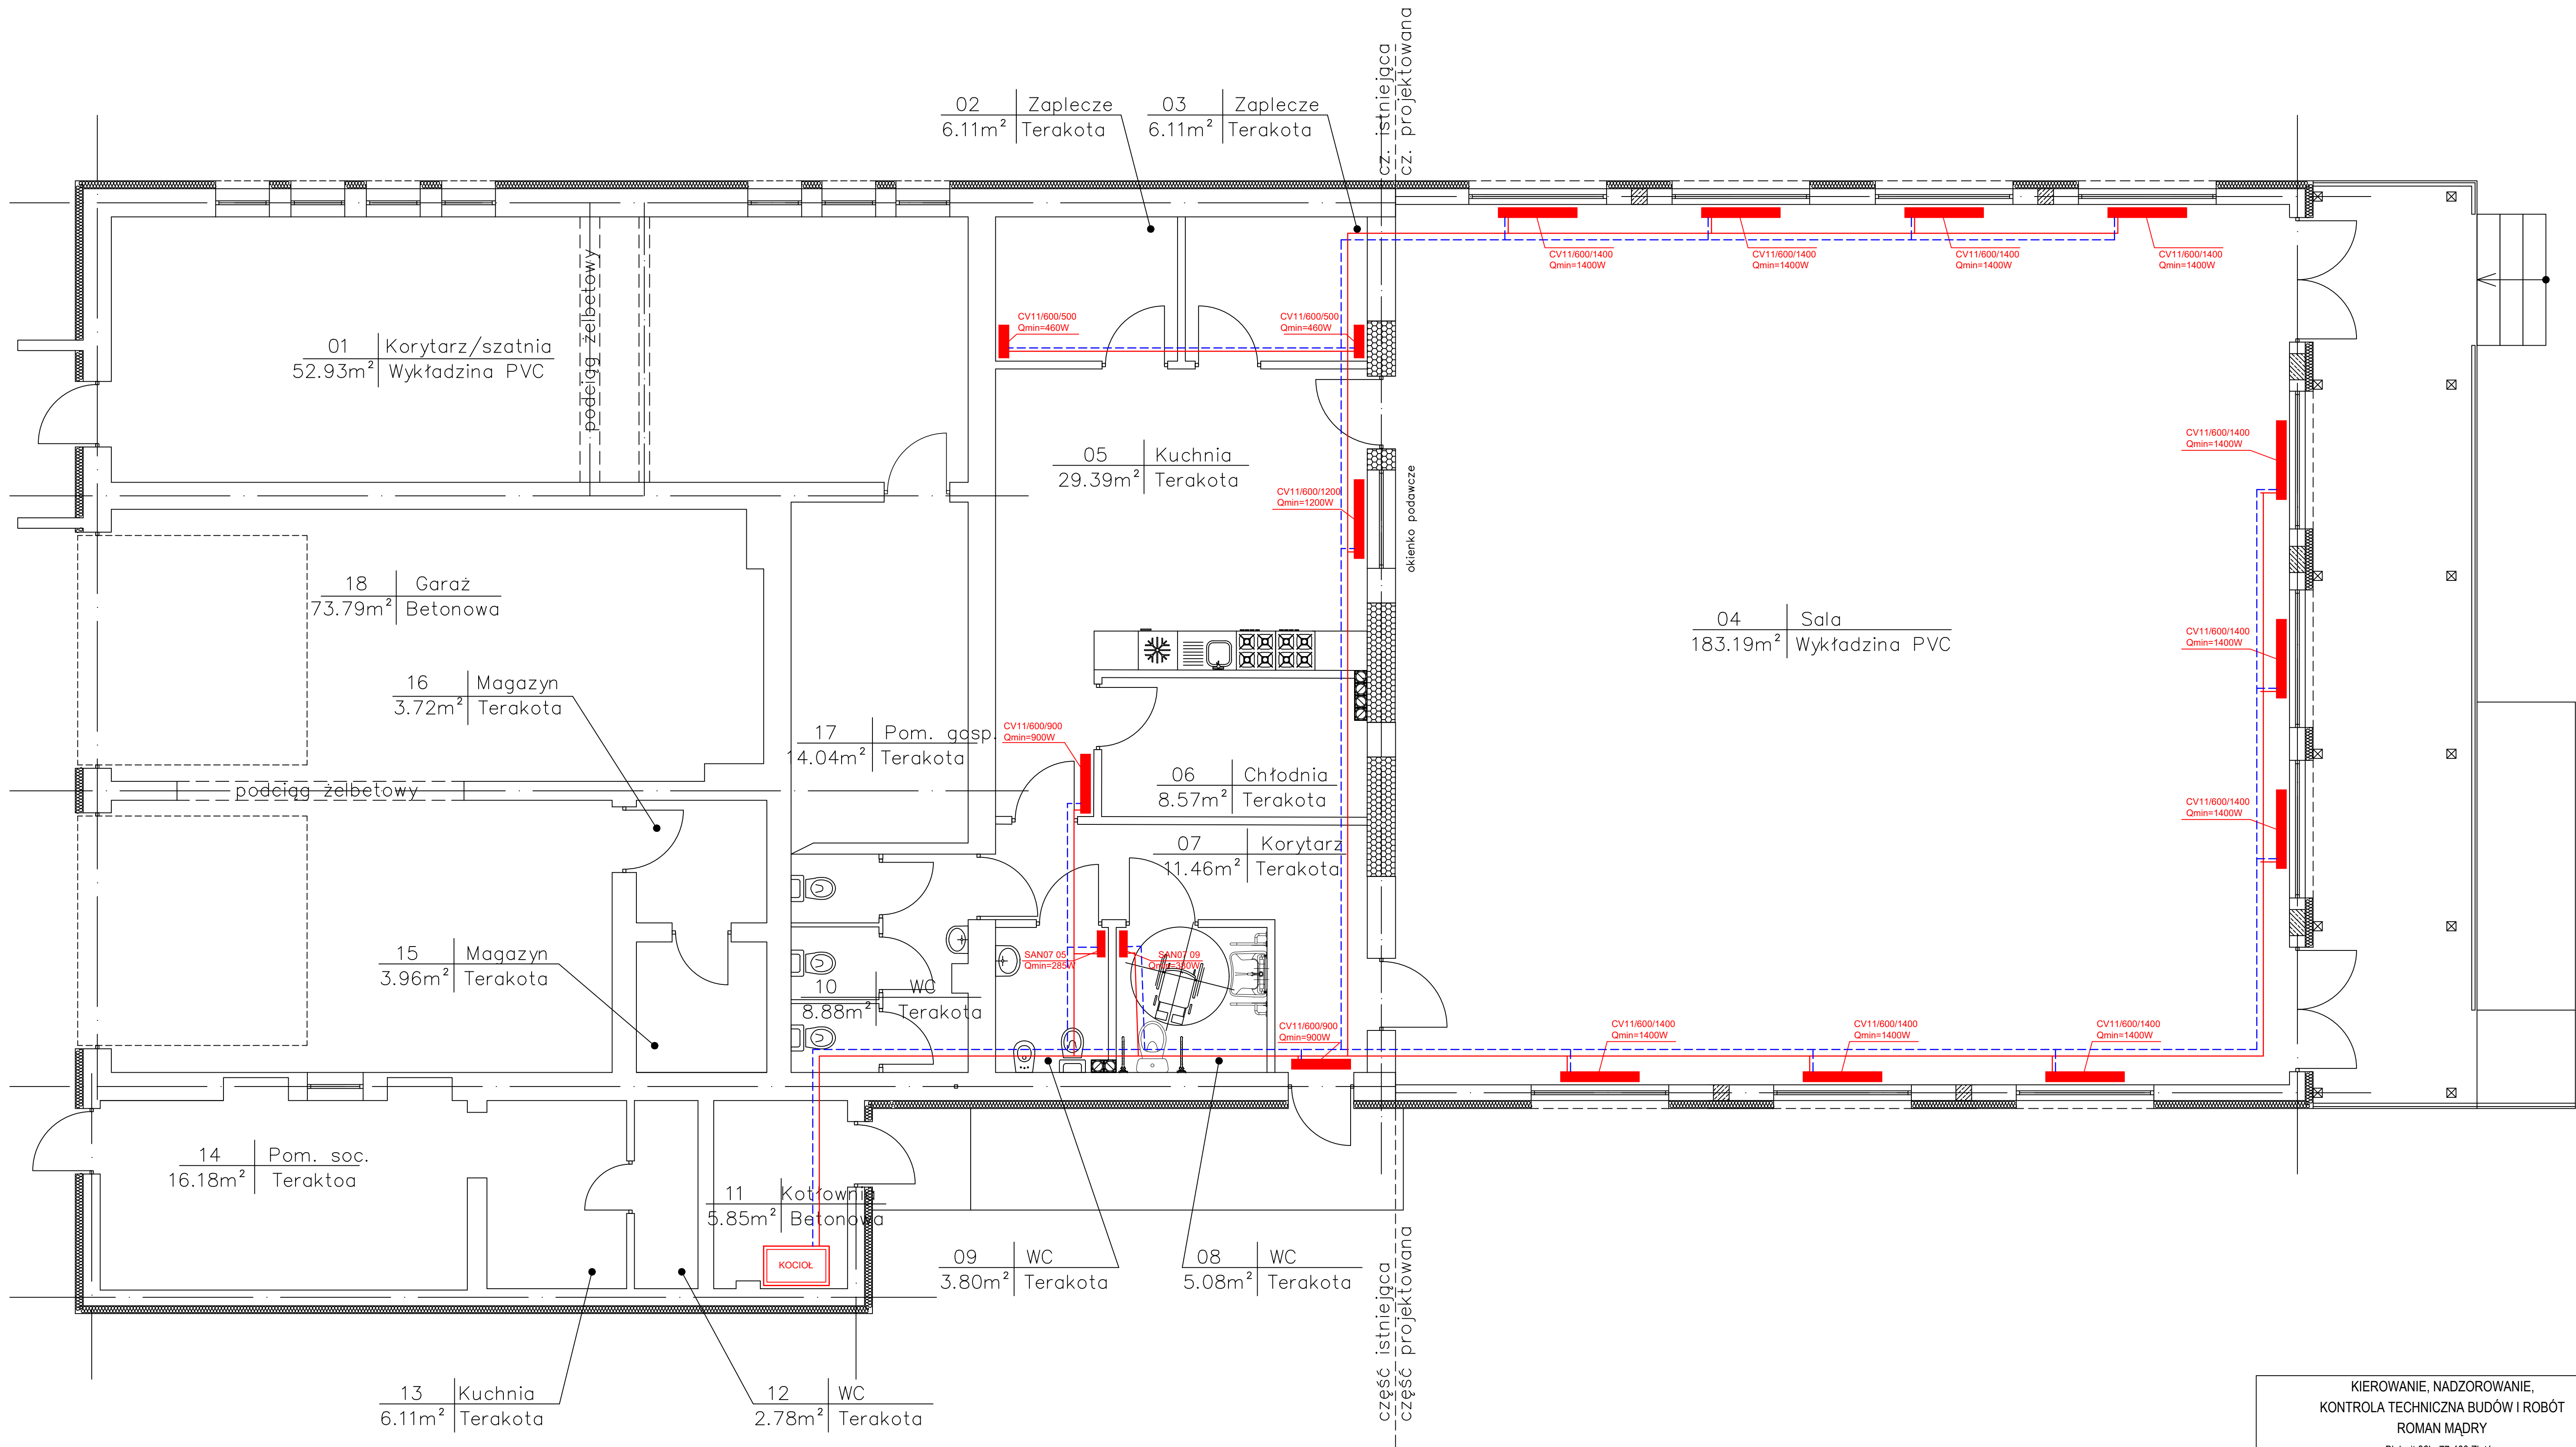 cz. istniejąca
cz. projektowana
02 Zaplecze
6.11m² Terakota
03 Zaplecze
6.11m² Terakota
CV11/600/1400
Qmin=1400W
CV11/600/1400
Qmin=1400W
CV11/600/1400
Qmin=1400W
CV11/600/1400
Qmin=1400W
podciąg żelbetowy
01 Korytarz/szatnia
52.93m² Wykładzina PVC
CV11/600/500
Qmin=460W
CV11/600/500
Qmin=460W
05 Kuchnia
29.39m² Terakota
CV11/600/1200
Qmin=1200W
okienko podawcze
CV11/600/1400
Qmin=1400W
18 Garaż
73.79m² Betonowa
04 Sala
183.19m² Wykładzina PVC
CV11/600/1400
Qmin=1400W
16 Magazyn
3.72m² Terakota
17 Pom. gosp.
14.04m² Terakota
CV11/600/900
Qmin=900W
06 Chłodnia
8.57m² Terakota
CV11/600/1400
Qmin=1400W
podciąg żelbetowy
07 Korytarz
11.46m² Terakota
15 Magazyn
3.96m² Terakota
10 WC
8.88m² Terakota
SAN07 05
Qmin=285W
SAN07 09
CV11/600/900
Qmin=900W
CV11/600/1400
Qmin=1400W
CV11/600/1400
Qmin=1400W
CV11/600/1400
Qmin=1400W
14 Pom. soc.
16.18m² Teraktoa
11 Kotłownia
5.85m² Betonowa
KOCIOŁ
09 WC
3.80m² Terakota
08 WC
5.08m² Terakota
część istniejąca
część projektowana
13 Kuchnia
6.11m² Terakota
12 WC
2.78m² Terakota
KIEROWANIE, NADZOROWANIE,
KONTROLA TECHNICZNA BUDÓW I ROBÓT
ROMAN MĄDRY